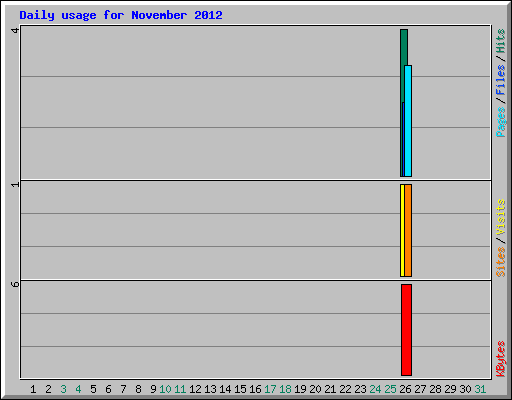 Daily usage for November 2012
4
1
6
Pages / Files / Hits
Sites / Visits
KBytes
1 2 3 4 5 6 7 8 9 10 11 12 13 14 15 16 17 18 19 20 21 22 23 24 25 26 27 28 29 30 31